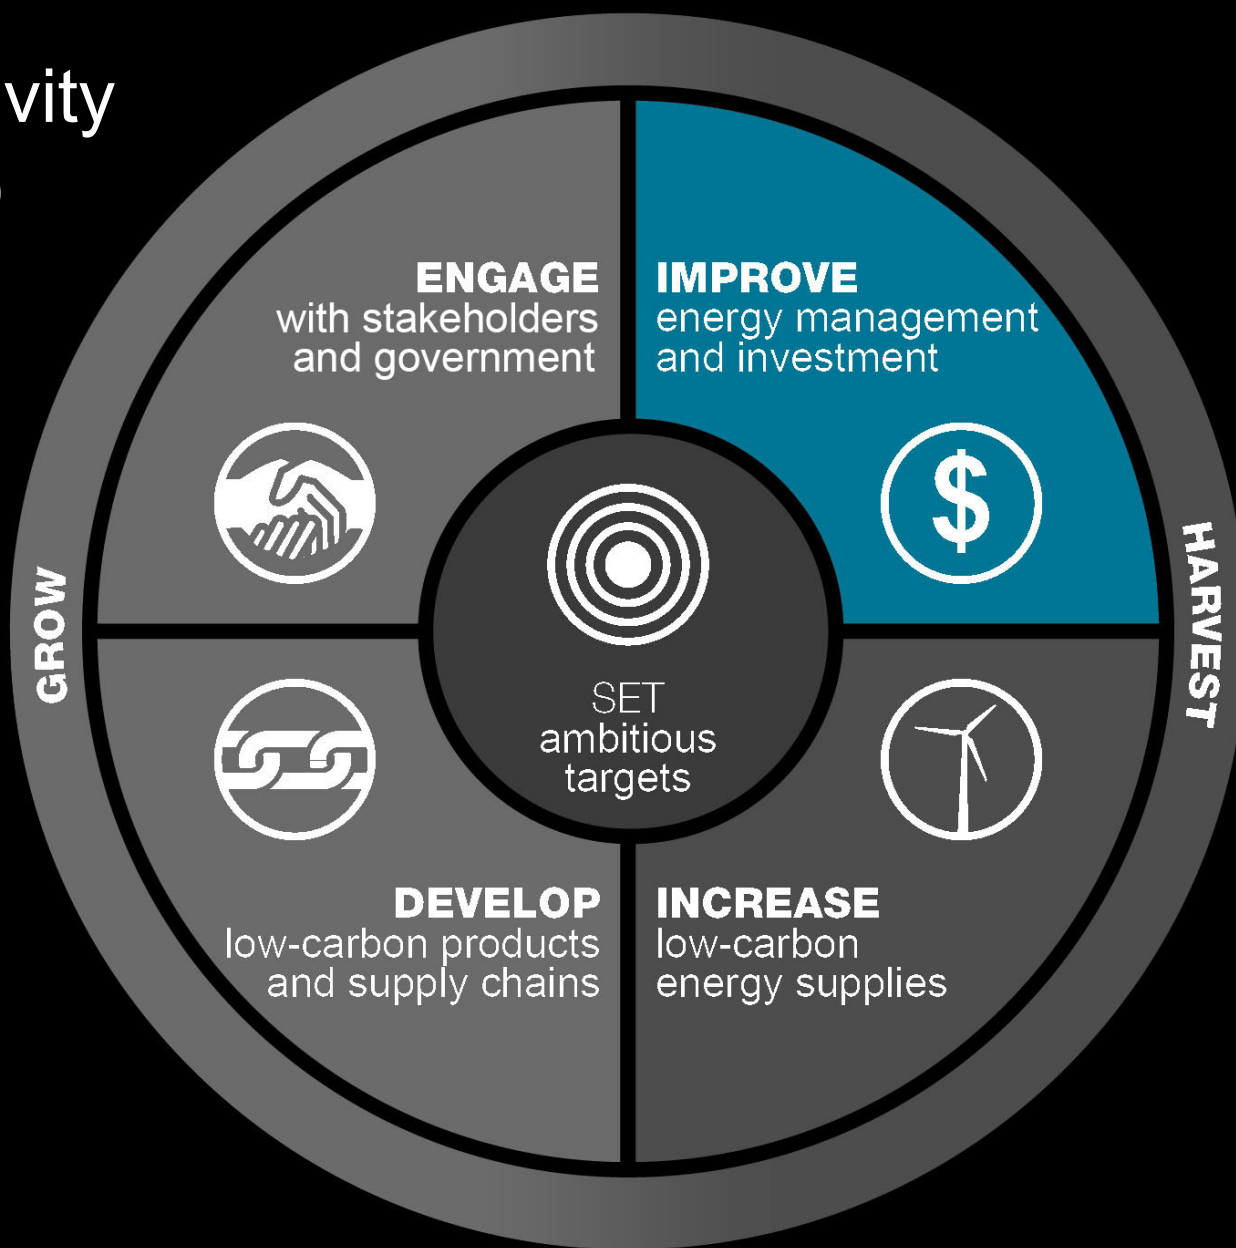 vity
ENGAGE
with stakeholders
and government
IMPROVE
energy management
and investment
$
GROW
HARVEST
SET
ambitious
targets
DEVELOP
low-carbon products
and supply chains
INCREASE
low-carbon
energy supplies